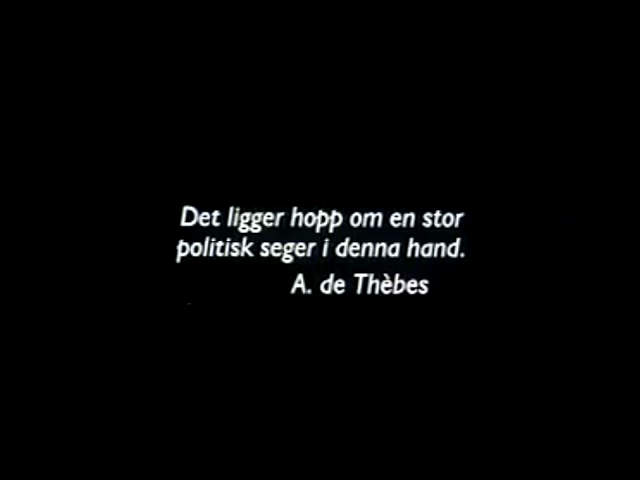 Det ligger hopp om en stor
politisk seger i denna hand.
A. de Thèbes